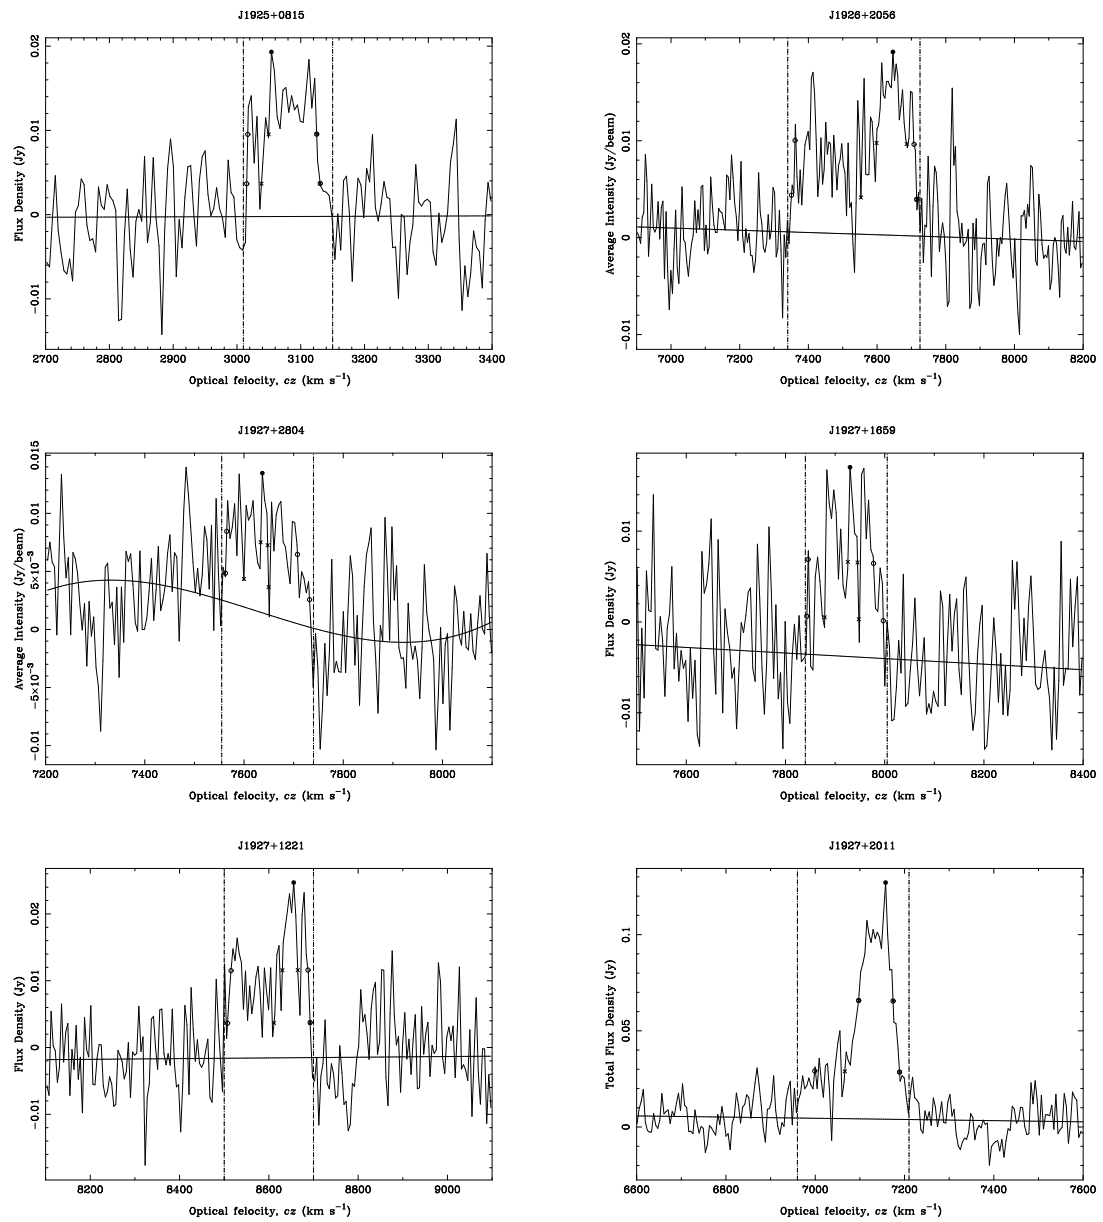 J1925+0815
0.02
0.01
0
−0.01
Flux Density (Jy)
2700 2800 2900 3000 3100 3200 3300 3400
Optical felocity, cz (km s⁻¹)
J1926+2056
0.02
0.01
0
−0.01
Average Intensity (Jy/beam)
7000 7200 7400 7600 7800 8000 8200
Optical felocity, cz (km s⁻¹)
J1927+2804
0.015
0.01
5×10⁻³
0
−5×10⁻³
−0.01
Average Intensity (Jy/beam)
7200 7400 7600 7800 8000
Optical felocity, cz (km s⁻¹)
J1927+1659
0.01
0
−0.01
Flux Density (Jy)
7600 7800 8000 8200 8400
Optical felocity, cz (km s⁻¹)
J1927+1221
0.02
0.01
0
−0.01
Flux Density (Jy)
8200 8400 8600 8800 9000
Optical felocity, cz (km s⁻¹)
J1927+2011
0.1
0.05
0
Total Flux Density (Jy)
6600 6800 7000 7200 7400 7600
Optical felocity, cz (km s⁻¹)